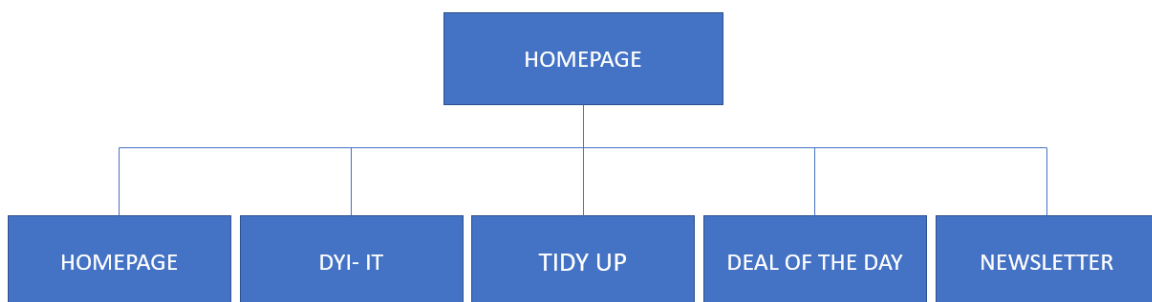 HOMEPAGE
HOMEPAGE
DYI- IT
TIDY UP
DEAL OF THE DAY
NEWSLETTER